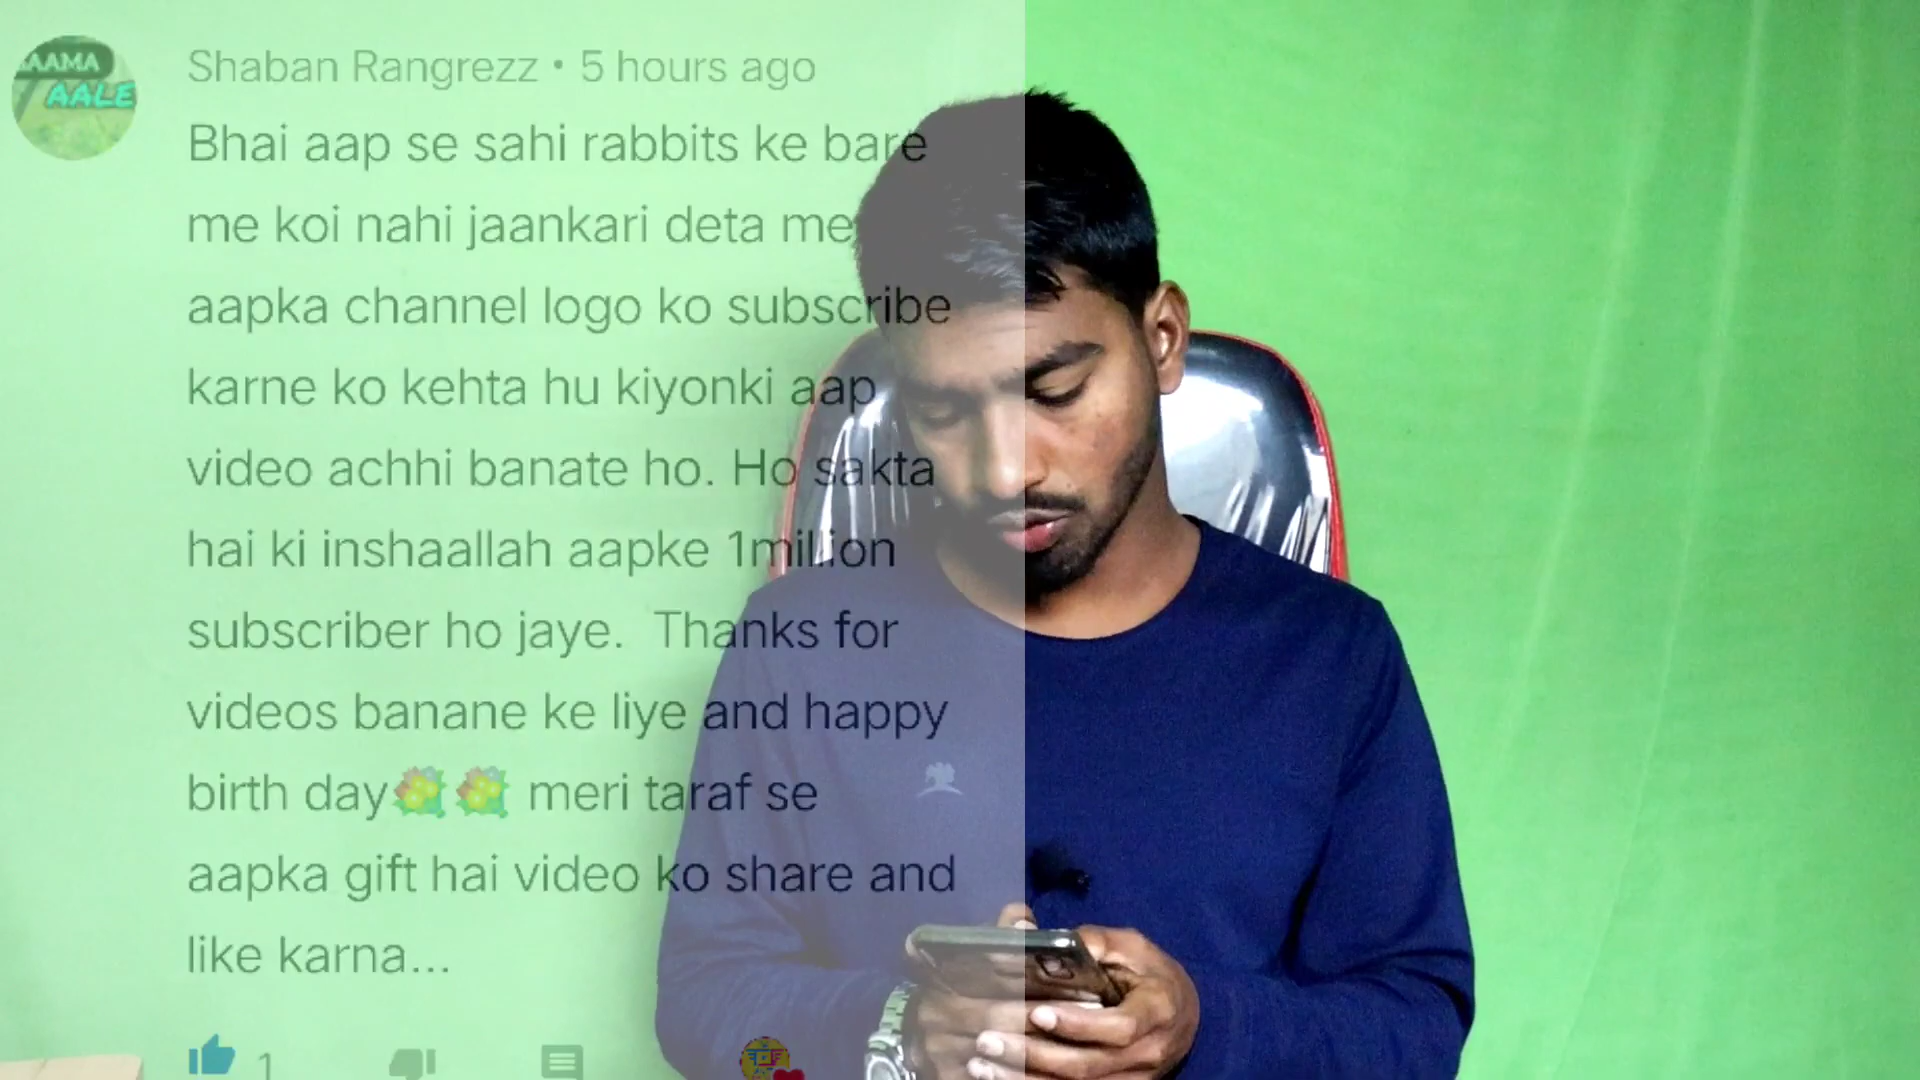 AAMA
AALE
Shaban Rangrezz • 5 hours ago
Bhai aap se sahi rabbits ke bare
me koi nahi jaankari deta me
aapka channel logo ko subscribe
karne ko kehta hu kiyonki aap
video achhi banate ho. Ho sakta
hai ki inshaallah aapke 1million
subscriber ho jaye. Thanks for
videos banane ke liye and happy
birth day💐💐 meri taraf se
aapka gift hai video ko share and
like karna...
1